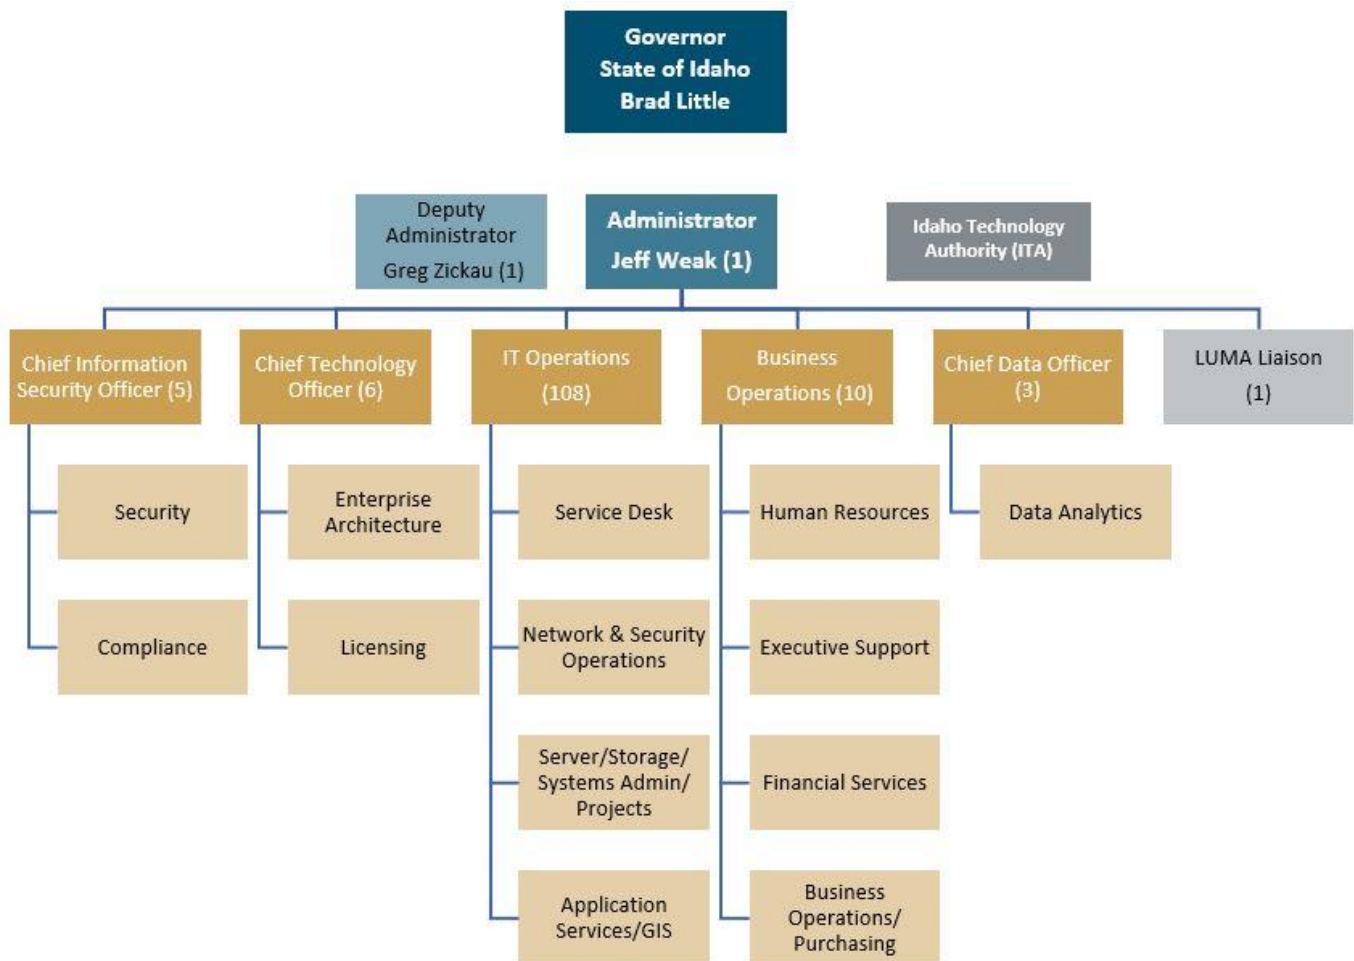 Governor
State of Idaho
Brad Little
Deputy
Administrator
Greg Zickau (1)
Administrator
Jeff Weak (1)
Idaho Technology
Authority (ITA)
Chief Information
Security Officer (5)
Chief Technology
Officer (6)
IT Operations
(108)
Business
Operations (10)
Chief Data Officer
(3)
LUMA Liaison
(1)
Security
Enterprise
Architecture
Service Desk
Human Resources
Data Analytics
Compliance
Licensing
Network & Security
Operations
Executive Support
Server/Storage/
Systems Admin/
Projects
Financial Services
Application
Services/GIS
Business
Operations/
Purchasing